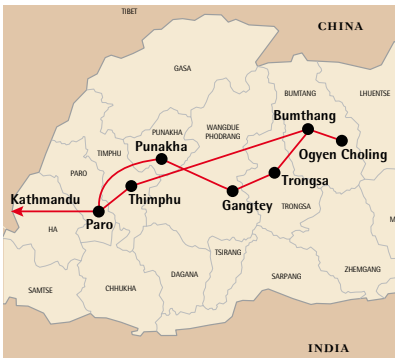 TIBET
CHINA
GASA
BUMTANG
LHUENTSE
Bumthang
PUNAKHA
WANGDUE
PHODRANG
Punakha
TIMPHU
Ogyen Choling
PARO
Trongsa
Kathmandu
Thimphu
Gangtey
TRONGSA
Paro
HA
TSIRANG
DAGANA
SARPANG
ZHEMGANG
SAMTSE
CHHUKHA
INDIA